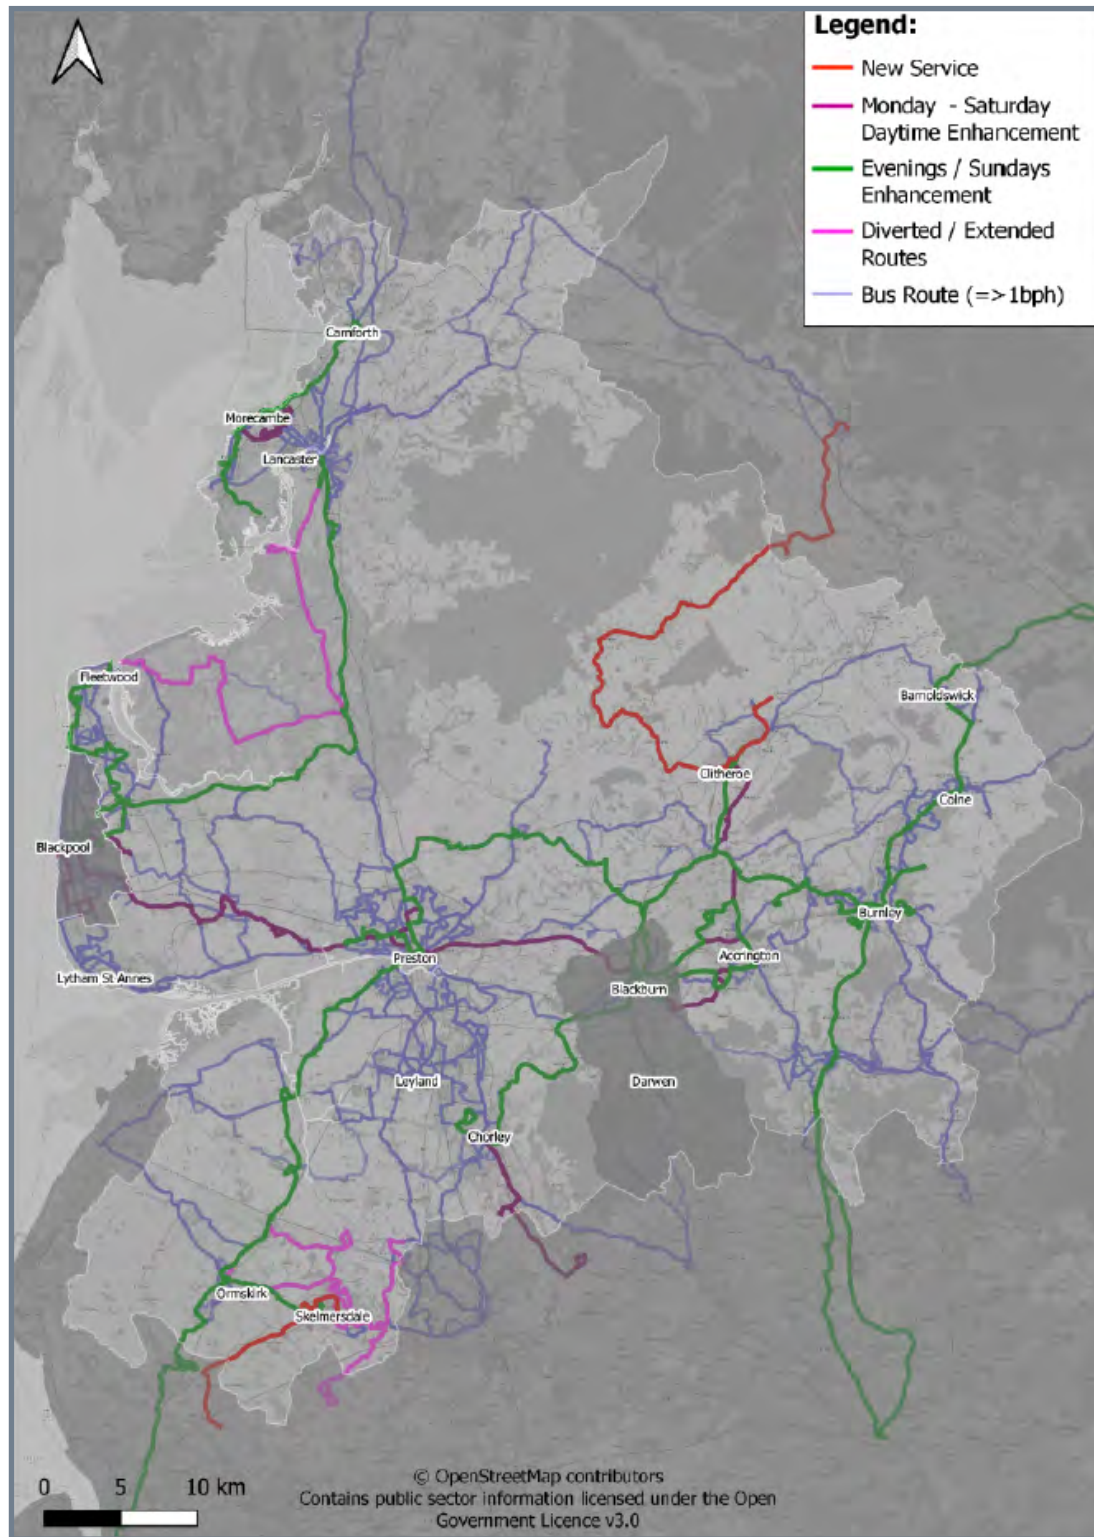 Legend:
New Service
Monday - Saturday
Daytime Enhancement
Evenings / Sundays
Enhancement
Diverted / Extended
Routes
Bus Route (=>1bph)
Carnforth
Morecambe
Lancaster
Fleetwood
Barnoldswick
Clitheroe
Colne
Blackpool
Burnley
Preston
Accrington
Lytham St Annes
Blackburn
Leyland
Darwen
Chorley
Ormskirk
Skelmersdale
0 5 10 km
© OpenStreetMap contributors
Contains public sector information licensed under the Open
Government Licence v3.0